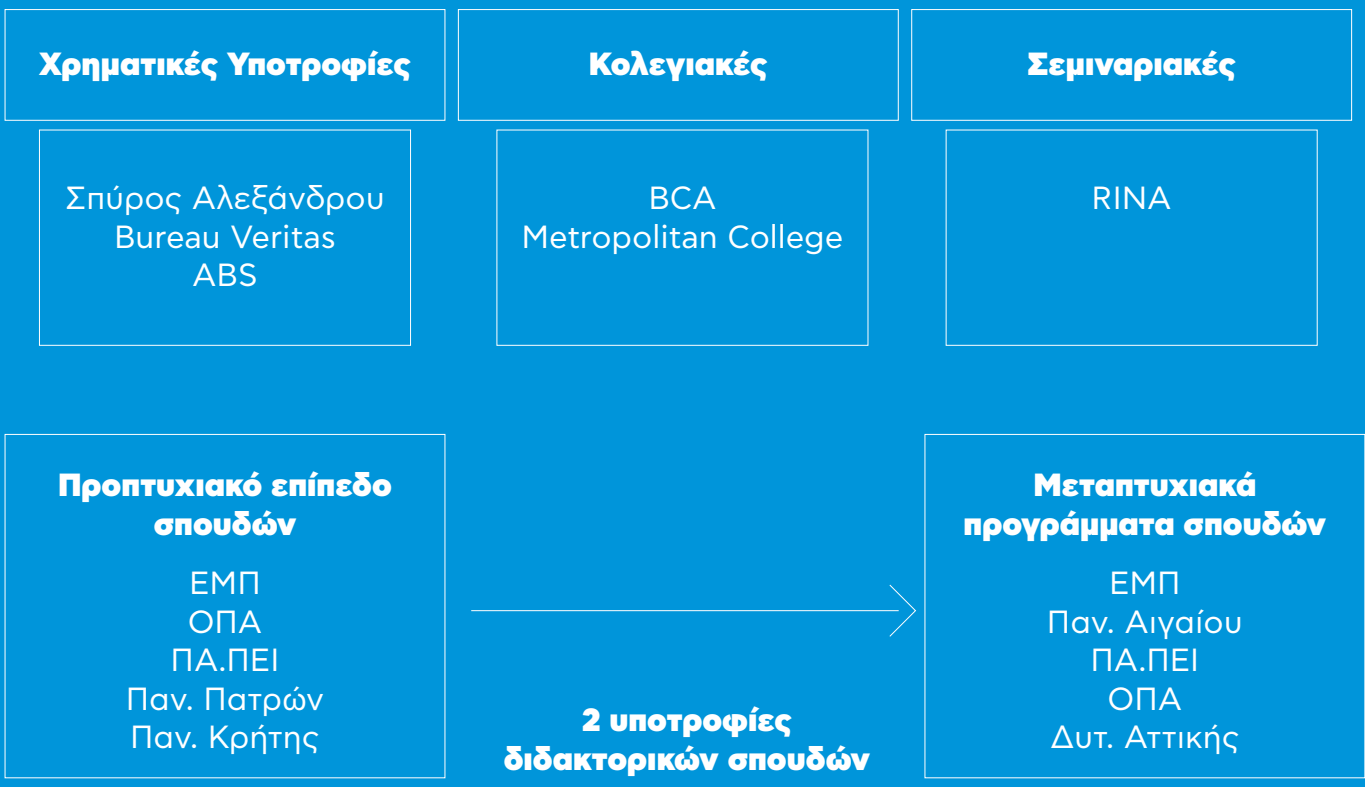 Χρηματικές Υποτροφίες
Κολεγιακές
Σεμιναριακές
Σπύρος Αλεξάνδρου
Bureau Veritas
ABS
BCA
Metropolitan College
RINA
Προπτυχιακό επίπεδο
σπουδών
ΕΜΠ
ΟΠΑ
ΠΑ.ΠΕΙ
Παν. Πατρών
Παν. Κρήτης
2 υποτροφίες
διδακτορικών σπουδών
Μεταπτυχιακά
προγράμματα σπουδών
ΕΜΠ
Παν. Αιγαίου
ΠΑ.ΠΕΙ
ΟΠΑ
Δυτ. Αττικής